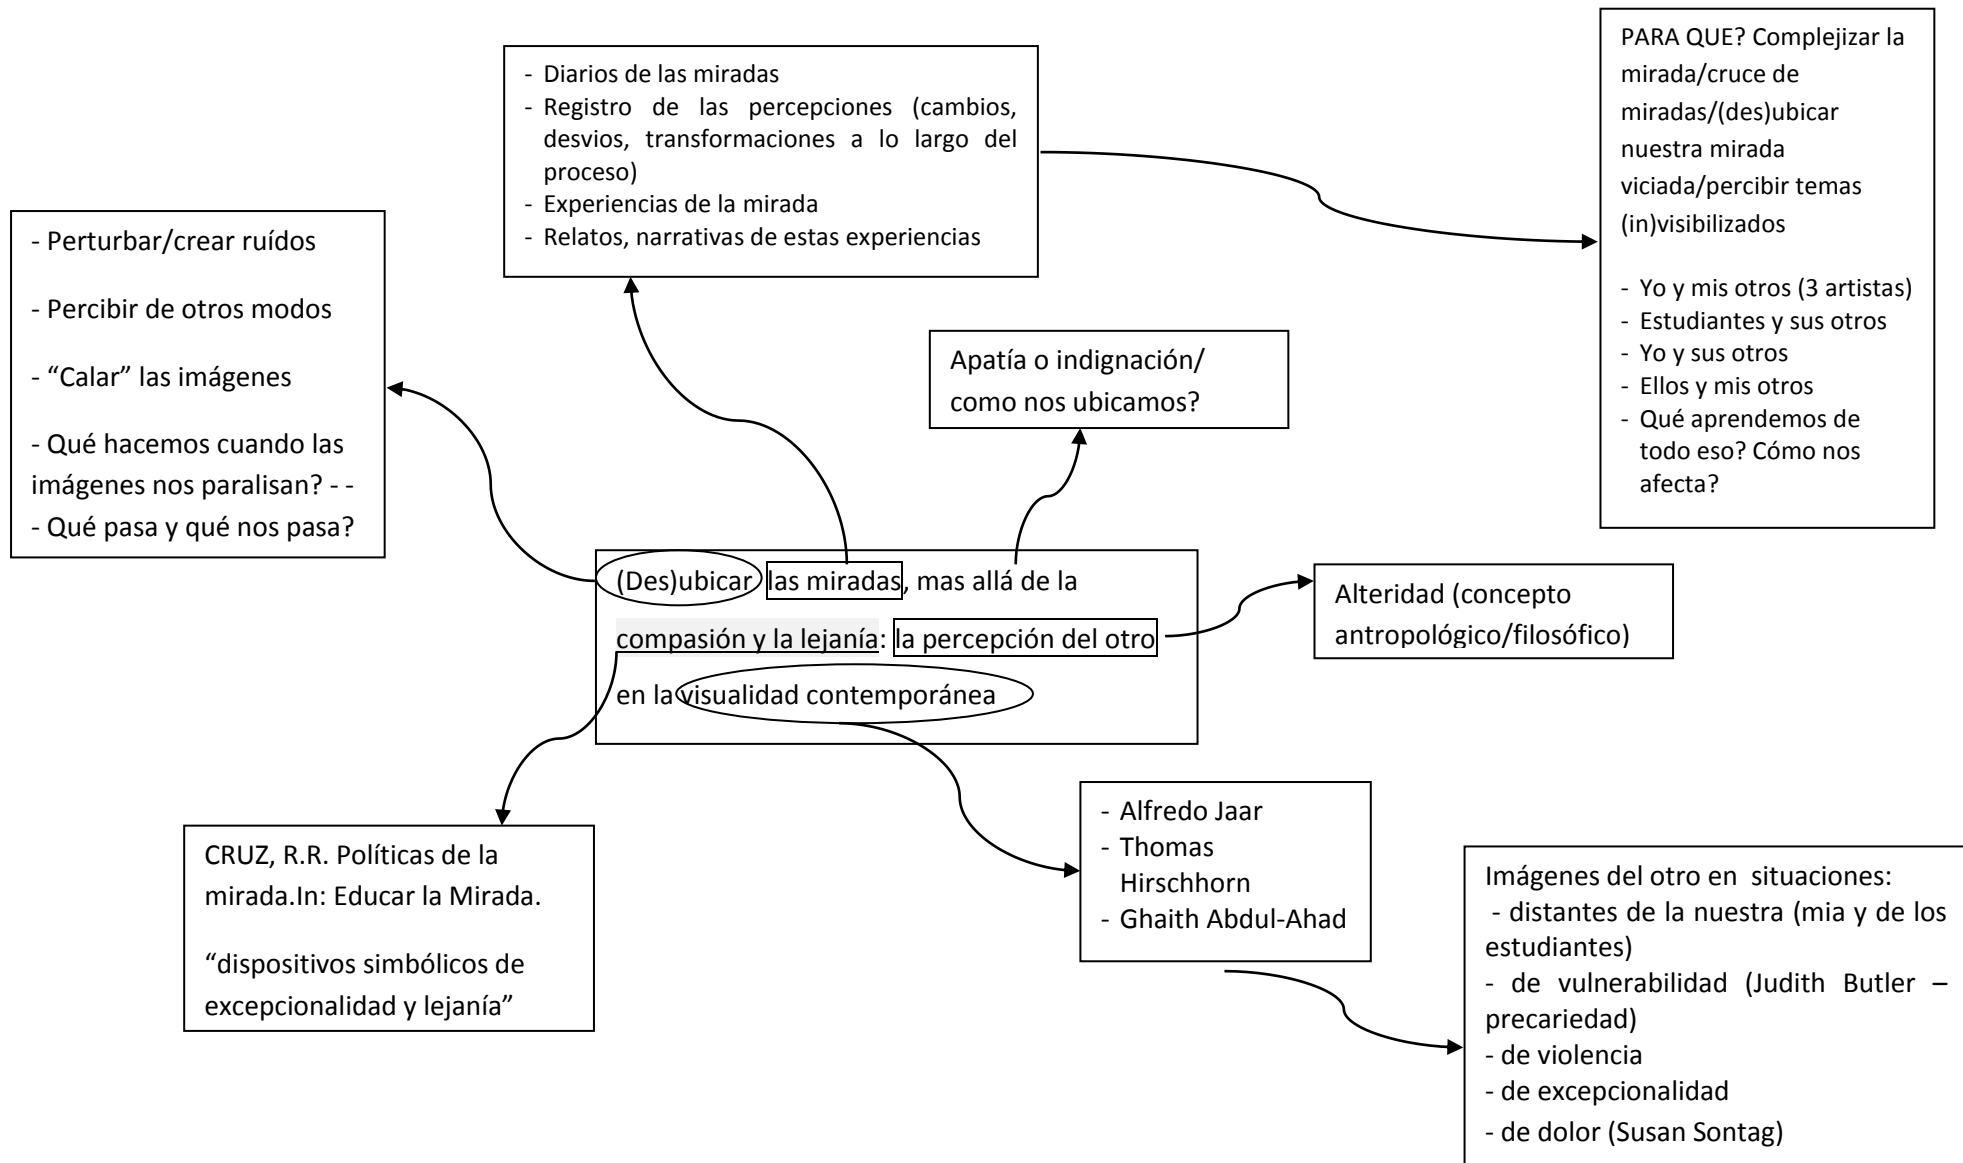 - Diarios de las miradas
- Registro de las percepciones (cambios,
desvios, transformaciones a lo largo del
proceso)
- Experiencias de la mirada
- Relatos, narrativas de estas experiencias
PARA QUE? Complejizar la
mirada/cruce de
miradas/(des)ubicar
nuestra mirada
viciada/percibir temas
(in)visibilizados
- Yo y mis otros (3 artistas)
- Estudiantes y sus otros
- Yo y sus otros
- Ellos y mis otros
- Qué aprendemos de
todo eso? Cómo nos
afecta?
- Perturbar/crear ruídos
- Percibir de otros modos
- “Calar” las imágenes
- Qué hacemos cuando las
imágenes nos paralisan? - -
- Qué pasa y qué nos pasa?
Apatía o indignación/
como nos ubicamos?
(Des)ubicar las miradas, mas allá de la
compasión y la lejanía: la percepción del otro
en la visualidad contemporánea
Alteridad (concepto
antropológico/filosófico)
CRUZ, R.R. Políticas de la
mirada.In: Educar la Mirada.
“dispositivos simbólicos de
excepcionalidad y lejanía”
- Alfredo Jaar
- Thomas
Hirschhorn
- Ghaith Abdul-Ahad
Imágenes del otro en situaciones:
- distantes de la nuestra (mia y de los
estudiantes)
- de vulnerabilidad (Judith Butler –
precariedad)
- de violencia
- de excepcionalidad
- de dolor (Susan Sontag)